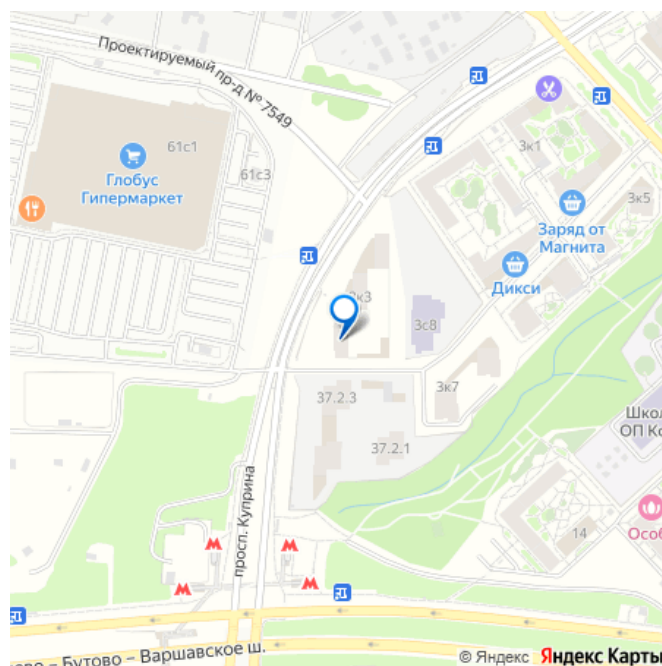 Проектируемый пр-д № 7549
61с1
61с3
Глобус
Гипермаркет
3к1
3к5
Заряд от
Магнита
Дикси
3к3
3с8
3к7
37.2.3
37.2.1
Школ
ОП Ко
Особ
14
просп. Куприна
М
М
М
М
ево – Бутово – Варшавское ш.
© Яндекс Яндекс Карты